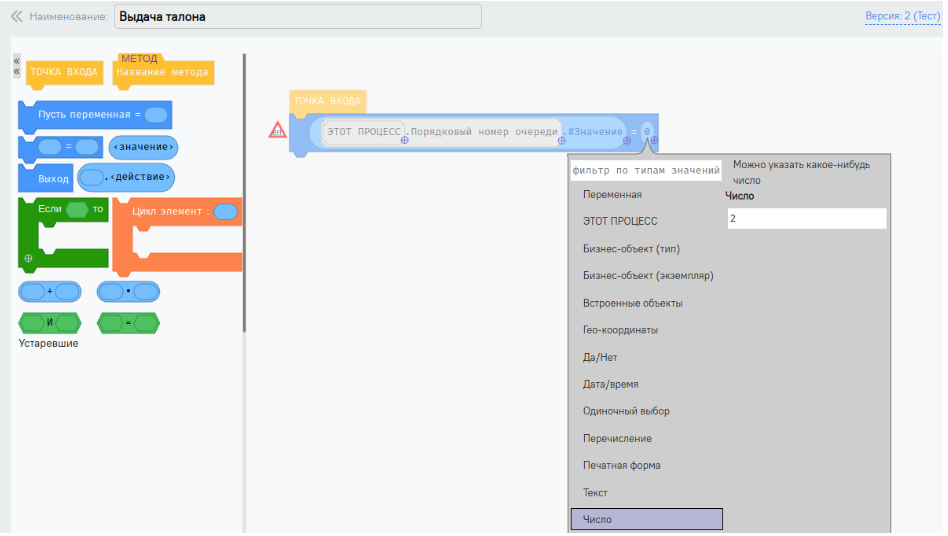 Наименование: Выдача талона
Версия: 2 (Тест)
ТОЧКА ВХОДА
МЕТОД
Название метода
Пусть переменная =
=
‹значение›
Выход
.‹действие›
Если то
Цикл элемент :
+
•
И
=
Устаревшие
ТОЧКА ВХОДА
ЭТОТ ПРОЦЕСС .Порядковый номер очереди .#Значение = 0
фильтр по типам значений
Переменная
ЭТОТ ПРОЦЕСС
Бизнес-объект (тип)
Бизнес-объект (экземпляр)
Встроенные объекты
Гео-координаты
Да/Нет
Дата/время
Одиночный выбор
Перечисление
Печатная форма
Текст
Число
Можно указать какое-нибудь
число
Число
2